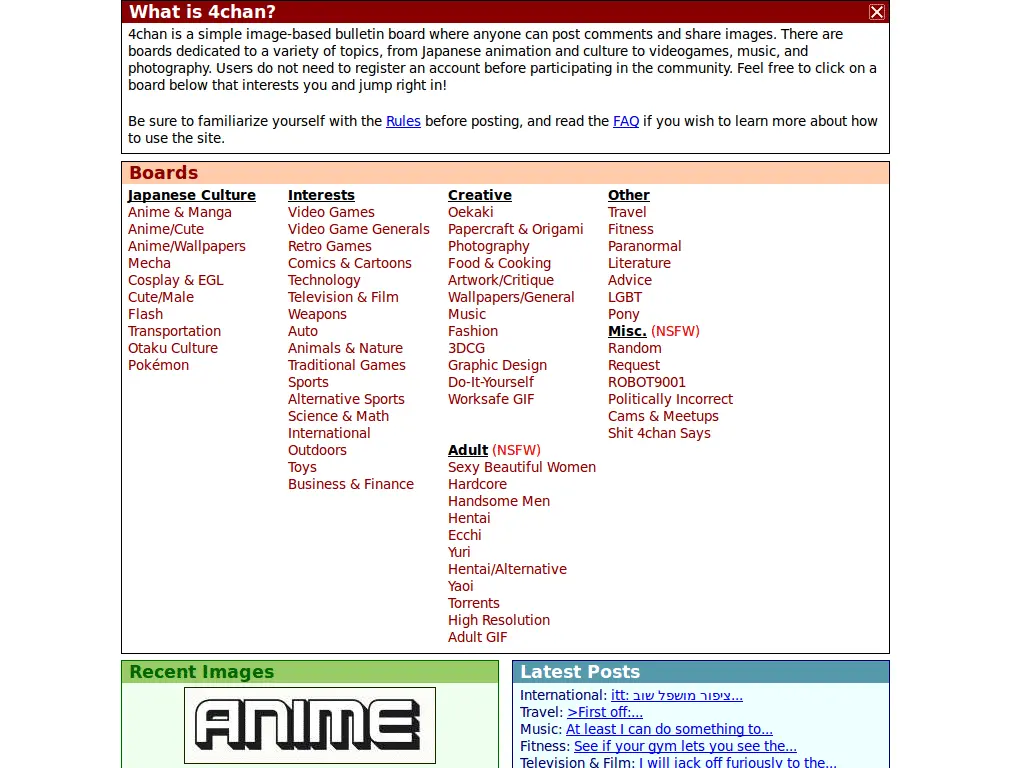 What is 4chan?
4chan is a simple image-based bulletin board where anyone can post comments and share images. There are
boards dedicated to a variety of topics, from Japanese animation and culture to videogames, music, and
photography. Users do not need to register an account before participating in the community. Feel free to click on a
board below that interests you and jump right in!
Be sure to familiarize yourself with the Rules before posting, and read the FAQ if you wish to learn more about how
to use the site.
Boards
Japanese Culture
Anime & Manga
Anime/Cute
Anime/Wallpapers
Mecha
Cosplay & EGL
Cute/Male
Flash
Transportation
Otaku Culture
Pokémon
Interests
Video Games
Video Game Generals
Retro Games
Comics & Cartoons
Technology
Television & Film
Weapons
Auto
Animals & Nature
Traditional Games
Sports
Alternative Sports
Science & Math
International
Outdoors
Toys
Business & Finance
Creative
Oekaki
Papercraft & Origami
Photography
Food & Cooking
Artwork/Critique
Wallpapers/General
Music
Fashion
3DCG
Graphic Design
Do-It-Yourself
Worksafe GIF
Adult (NSFW)
Sexy Beautiful Women
Hardcore
Handsome Men
Hentai
Ecchi
Yuri
Hentai/Alternative
Yaoi
Torrents
High Resolution
Adult GIF
Other
Travel
Fitness
Paranormal
Literature
Advice
LGBT
Pony
Misc. (NSFW)
Random
Request
ROBOT9001
Politically Incorrect
Cams & Meetups
Shit 4chan Says
Recent Images
ANIME
Latest Posts
International: itt: ציפור מושפל שוב...
Travel: >First off:...
Music: At least I can do something to...
Fitness: See if your gym lets you see the...
Television & Film: I will jack off furiously to the...